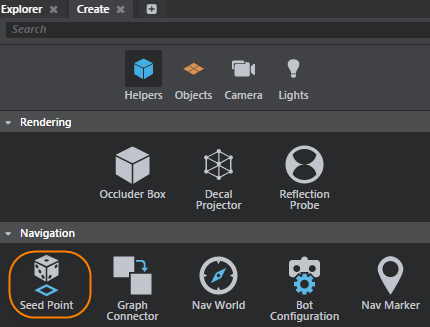 Explorer Create
Search
Helpers Objects Camera Lights
Rendering
Occluder Box Decal Projector Reflection Probe
Navigation
Seed Point Graph Connector Nav World Bot Configuration Nav Marker